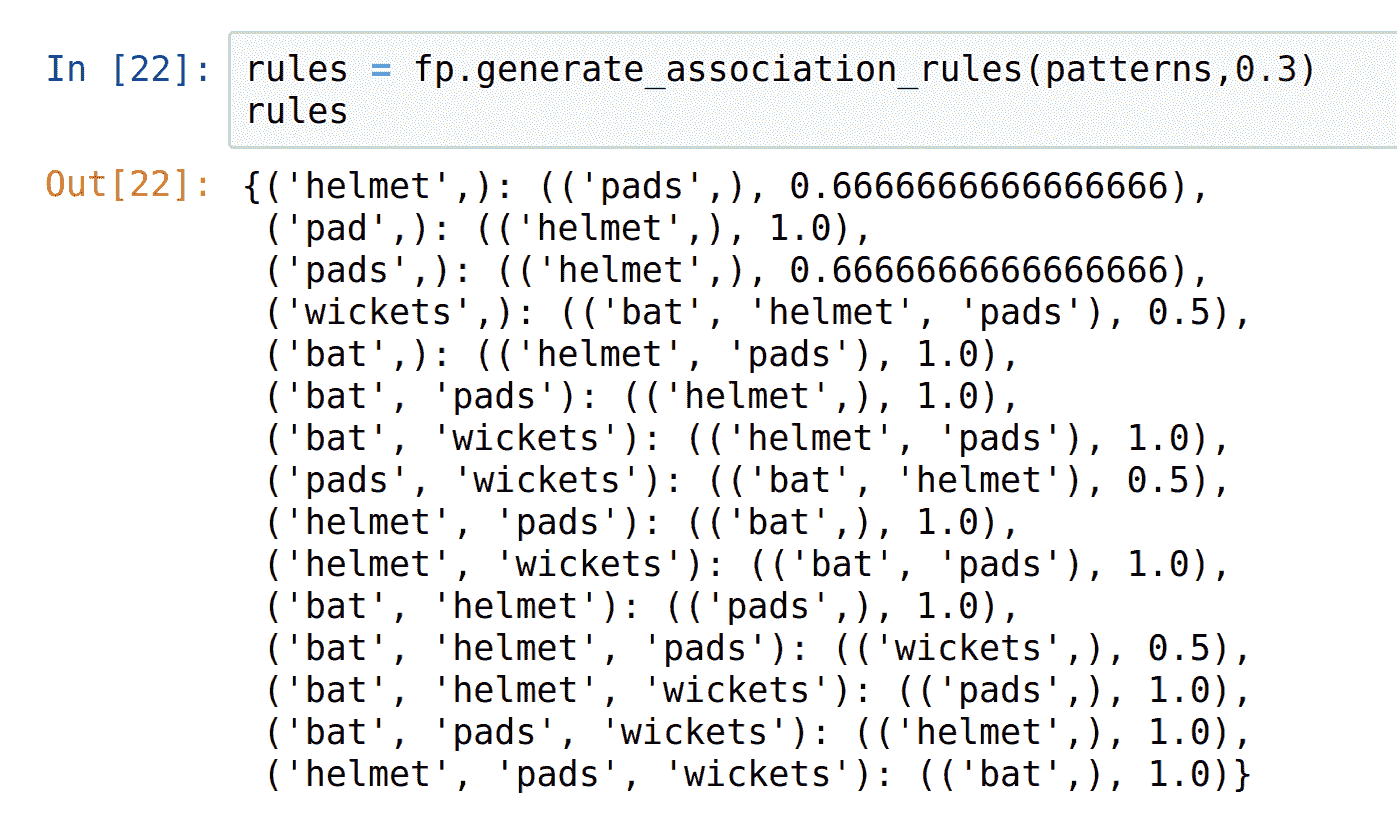 In [22]: rules = fp.generate_association_rules(patterns,0.3)
rules
Out[22]: {('helmet',): (('pads',), 0.6666666666666666),
('pad',): (('helmet',), 1.0),
('pads',): (('helmet',), 0.6666666666666666),
('wickets',): (('bat', 'helmet', 'pads'), 0.5),
('bat',): (('helmet', 'pads'), 1.0),
('bat', 'pads'): (('helmet',), 1.0),
('bat', 'wickets'): (('helmet', 'pads'), 1.0),
('pads', 'wickets'): (('bat', 'helmet'), 0.5),
('helmet', 'pads'): (('bat',), 1.0),
('helmet', 'wickets'): (('bat', 'pads'), 1.0),
('bat', 'helmet'): (('pads',), 1.0),
('bat', 'helmet', 'pads'): (('wickets',), 0.5),
('bat', 'helmet', 'wickets'): (('pads',), 1.0),
('bat', 'pads', 'wickets'): (('helmet',), 1.0),
('helmet', 'pads', 'wickets'): (('bat',), 1.0)}